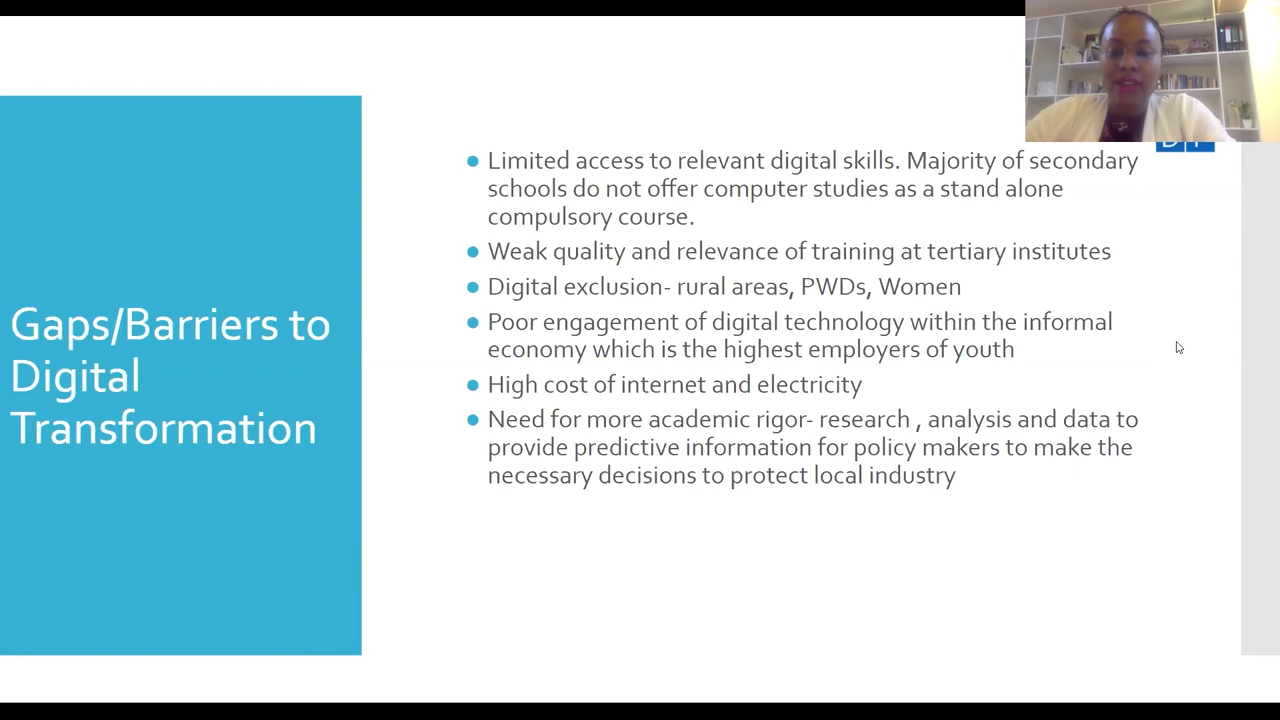 Gaps/Barriers to
Digital
Transformation
Limited access to relevant digital skills. Majority of secondary
schools do not offer computer studies as a stand alone
compulsory course.
Weak quality and relevance of training at tertiary institutes
Digital exclusion- rural areas, PWDs, Women
Poor engagement of digital technology within the informal
economy which is the highest employers of youth
High cost of internet and electricity
Need for more academic rigor- research , analysis and data to
provide predictive information for policy makers to make the
necessary decisions to protect local industry